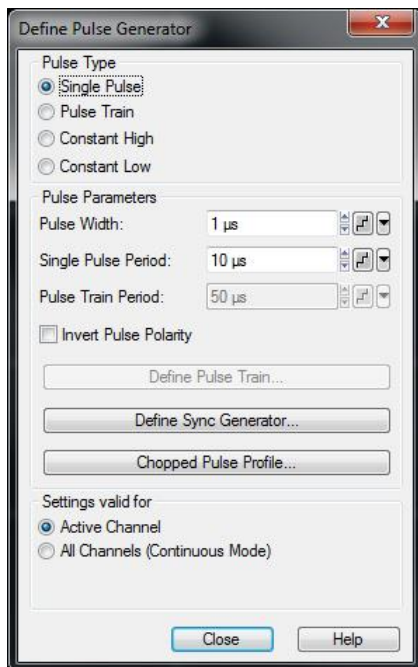 Define Pulse Generator
Pulse Type
Single Pulse
Pulse Train
Constant High
Constant Low
Pulse Parameters
Pulse Width: 1 µs
Single Pulse Period: 10 µs
Pulse Train Period: 50 µs
Invert Pulse Polarity
Define Pulse Train...
Define Sync Generator...
Chopped Pulse Profile...
Settings valid for
Active Channel
All Channels (Continuous Mode)
Close Help